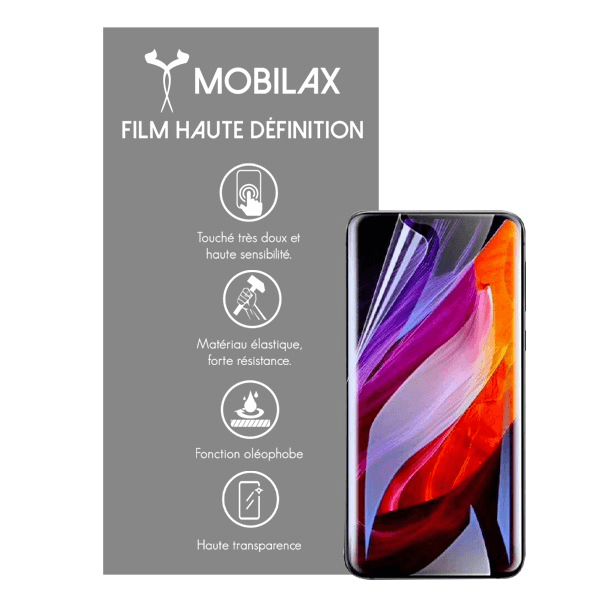 MOBILAX
FILM HAUTE DÉFINITION
Touché très doux et
haute sensibilité.
Matériau élastique,
forte résistance.
Fonction oléophobe
Haute transparence